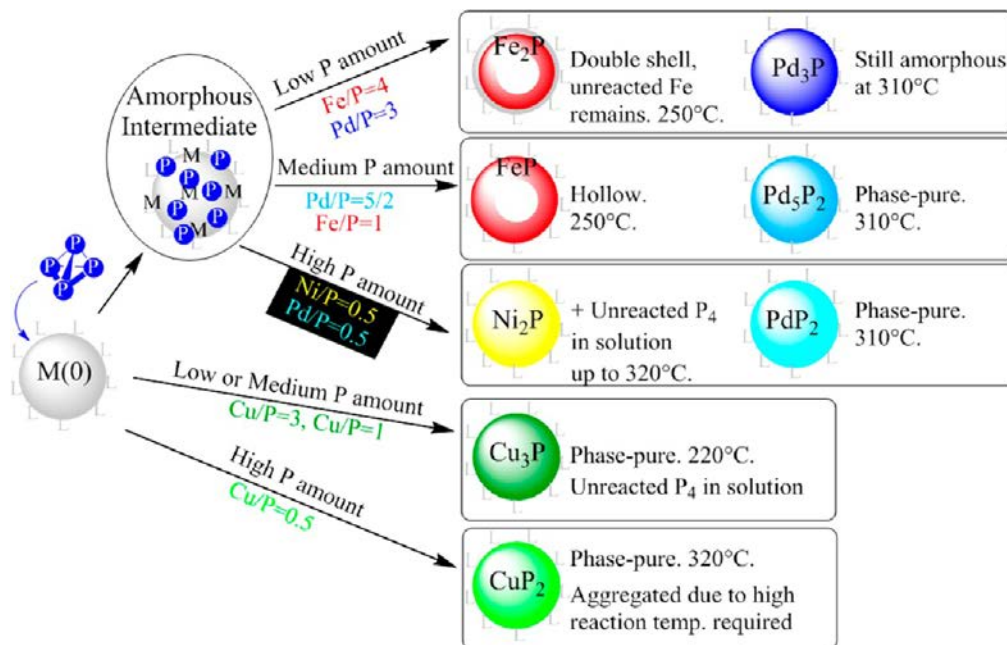 Amorphous
Intermediate
M
P
P
P
M
P
M
P
M
P
P
M
P
P
P
P
P
M(0)
Low P amount
Fe/P=4
Pd/P=3
Medium P amount
Pd/P=5/2
Fe/P=1
High P amount
Ni/P=0.5
Pd/P=0.5
Low or Medium P amount
Cu/P=3, Cu/P=1
High P amount
Cu/P=0.5
Fe₂P
Double shell,
unreacted Fe
remains. 250°C.
Pd₃P
Still amorphous
at 310°C
FeP
Hollow.
250°C.
Pd₅P₂
Phase-pure.
310°C.
Ni₂P
+ Unreacted P₄
in solution
up to 320°C.
PdP₂
Phase-pure.
310°C.
Cu₃P
Phase-pure. 220°C.
Unreacted P₄ in solution
CuP₂
Phase-pure. 320°C.
Aggregated due to high
reaction temp. required